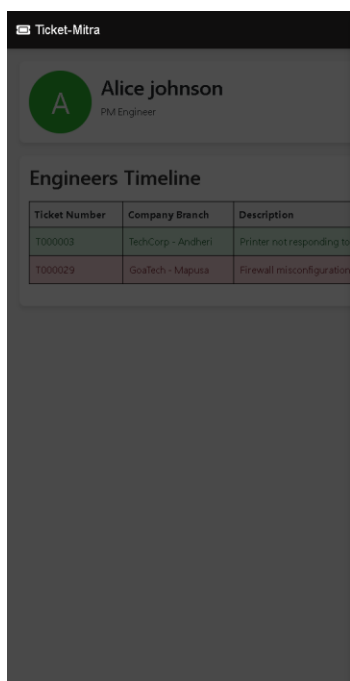 Ticket-Mitra
A
Alice johnson
PM Engineer
Engineers Timeline
Ticket Number Company Branch Description
T000003 TechCorp - Andheri Printer not responding to
T000029 GoaTech - Mapusa Firewall misconfiguration